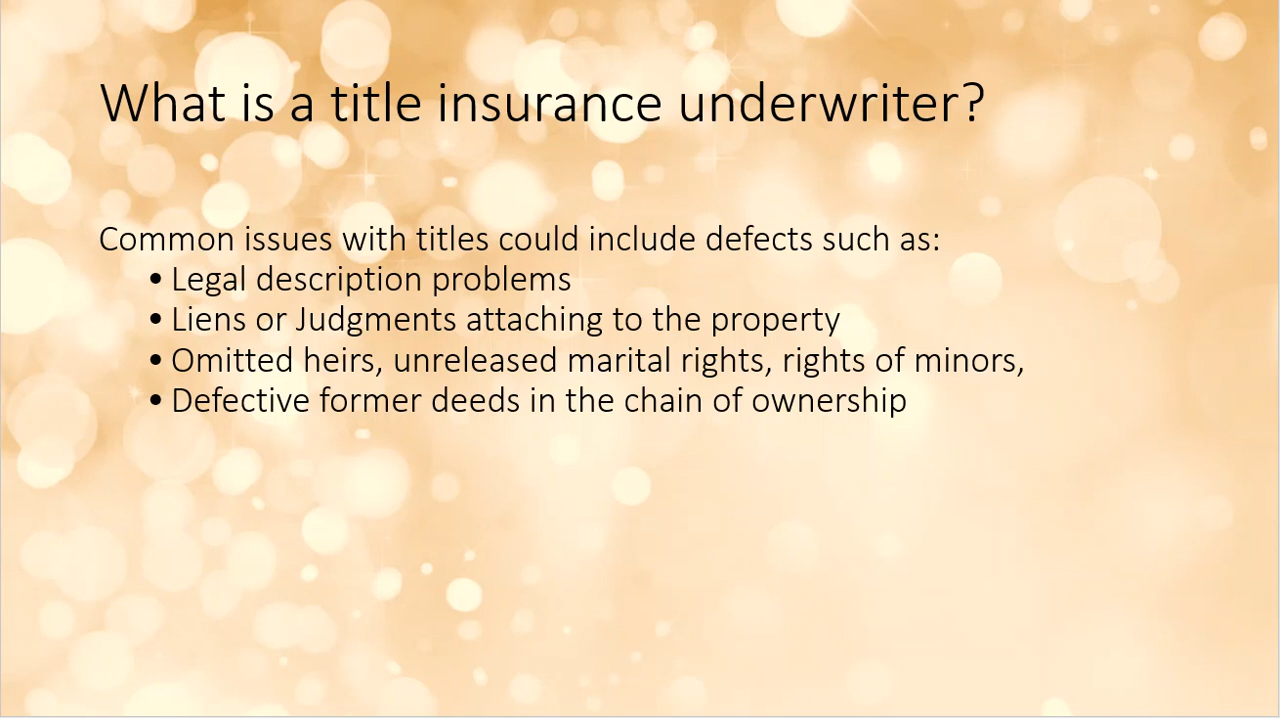 What is a title insurance underwriter?
Common issues with titles could include defects such as:
• Legal description problems
• Liens or Judgments attaching to the property
• Omitted heirs, unreleased marital rights, rights of minors,
• Defective former deeds in the chain of ownership